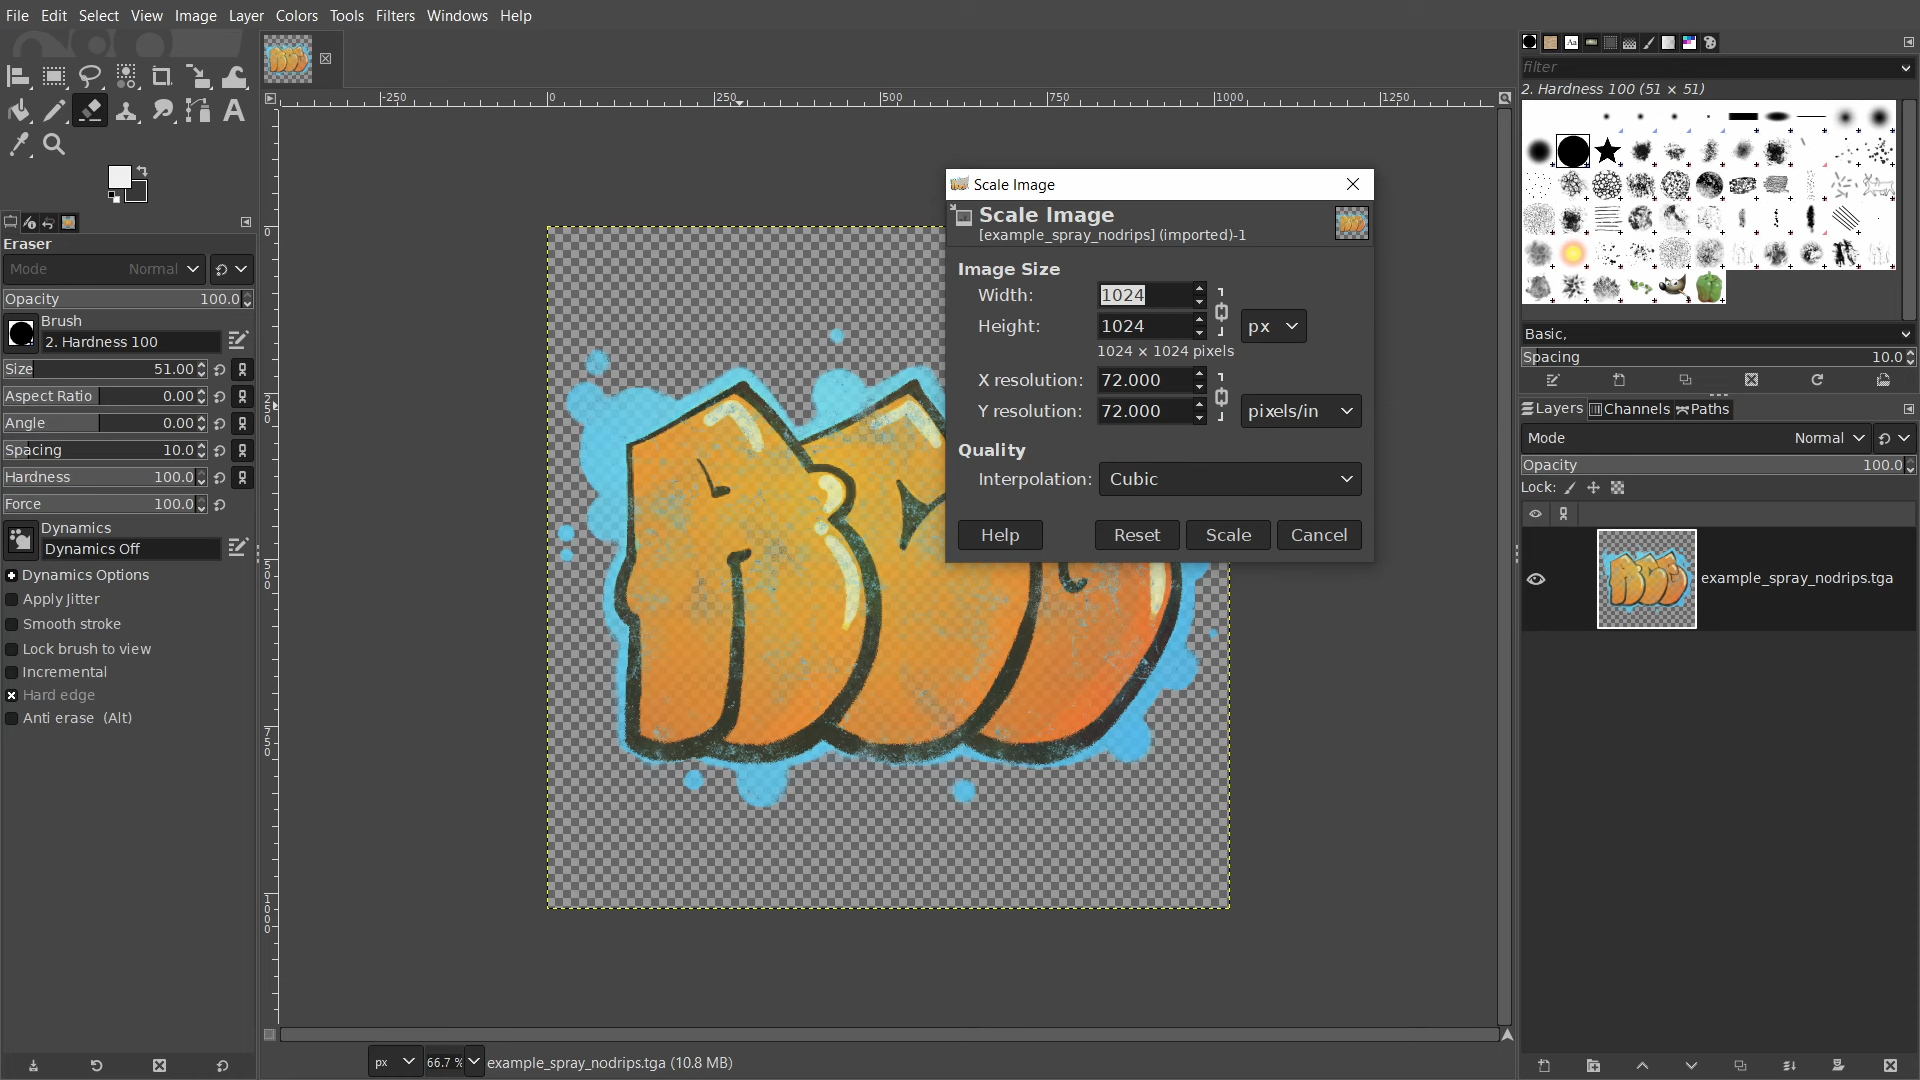 File Edit Select View Image Layer Colors Tools Filters Windows Help
Eraser
Mode Normal
Opacity 100.0
Brush
2. Hardness 100
Size 51.00
Aspect Ratio 0.00
Angle 0.00
Spacing 10.0
Hardness 100.0
Force 100.0
Dynamics
Dynamics Off
Dynamics Options
Apply Jitter
Smooth stroke
Lock brush to view
Incremental
Hard edge
Anti erase (Alt)
-250 0 250 500 750 1000 1250
0
250
500
750
1000
Scale Image
Scale Image
[example_spray_nodrips] (imported)-1
Image Size
Width: 1024
Height: 1024 px
1024 × 1024 pixels
X resolution: 72.000
Y resolution: 72.000 pixels/in
Quality
Interpolation: Cubic
Help Reset Scale Cancel
px 66.7 % example_spray_nodrips.tga (10.8 MB)
Aa
filter
2. Hardness 100 (51 × 51)
Basic,
Spacing 10.0
Layers Channels Paths
Mode Normal
Opacity 100.0
Lock:
example_spray_nodrips.tga